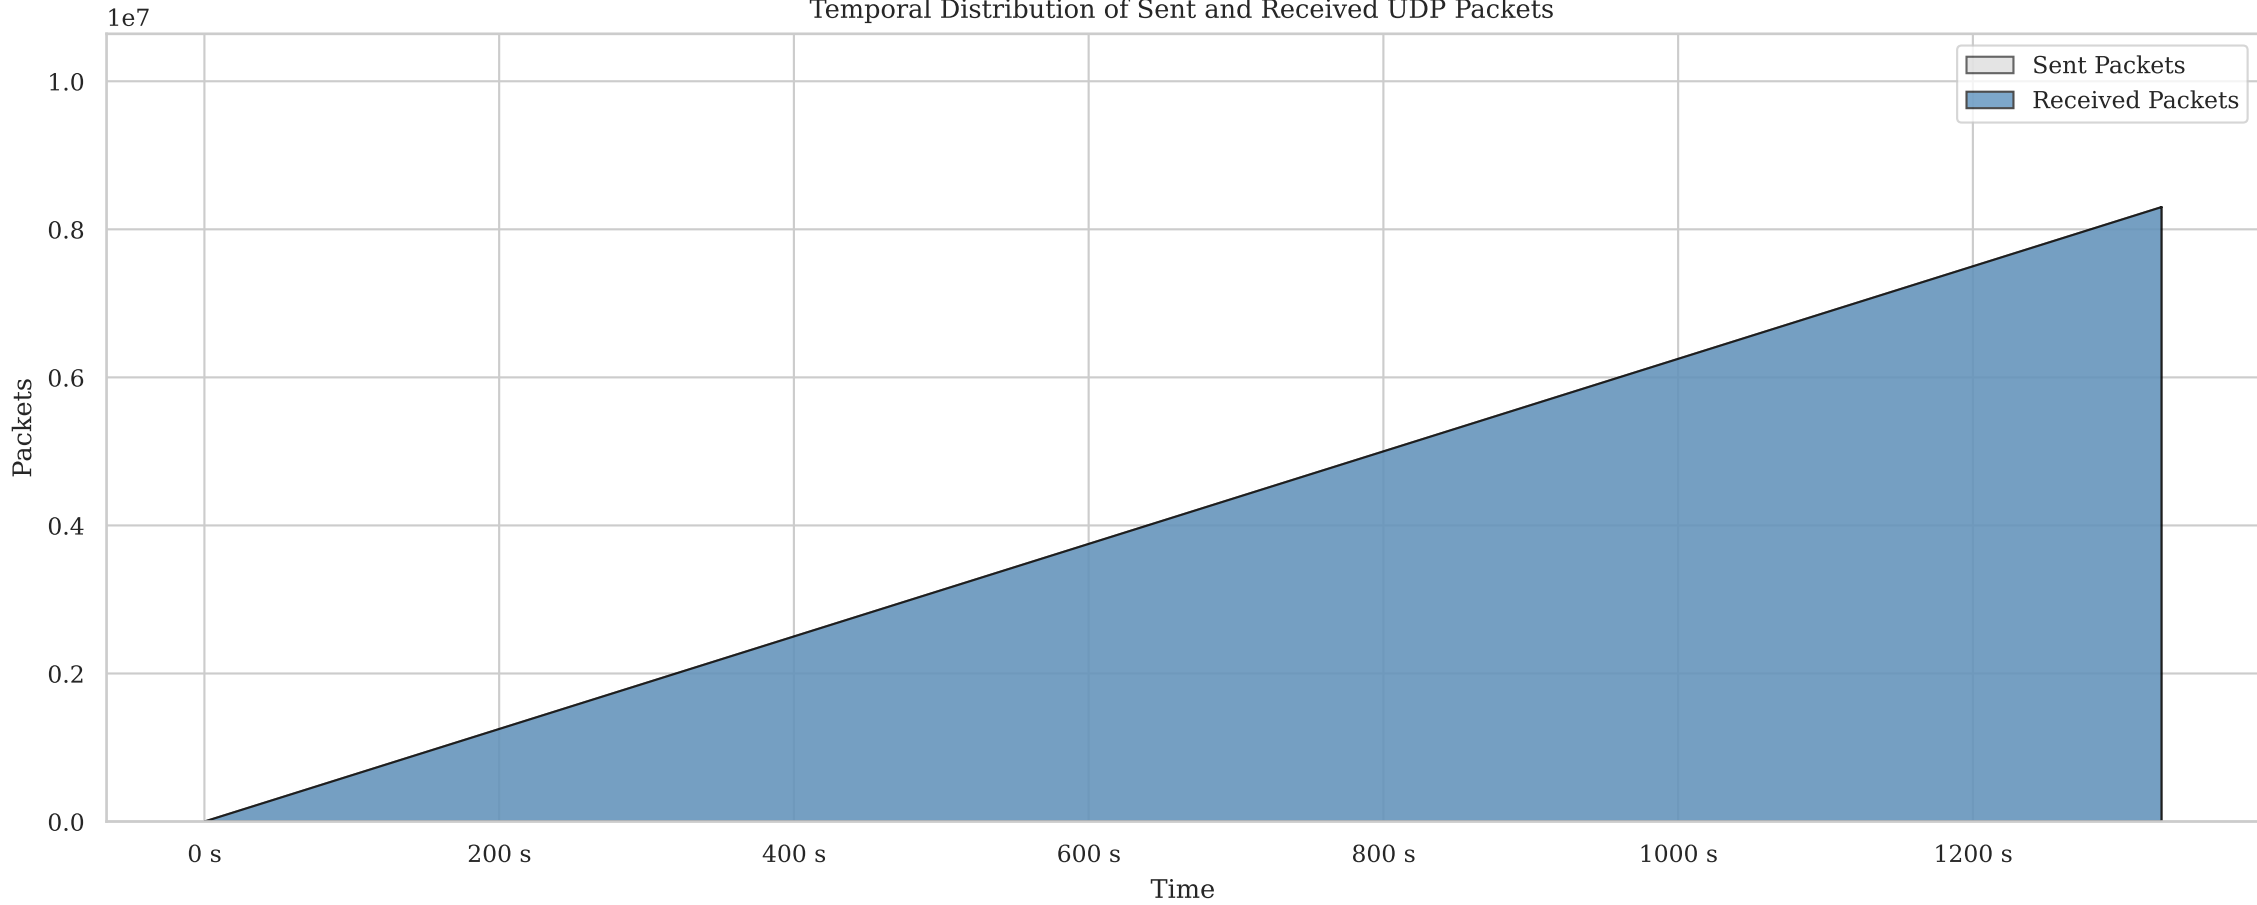 Temporal Distribution of Sent and Received UDP Packets
1e7
1.0
0.8
0.6
0.4
0.2
0.0
Packets
Sent Packets
Received Packets
0 s 200 s 400 s 600 s 800 s 1000 s 1200 s
Time